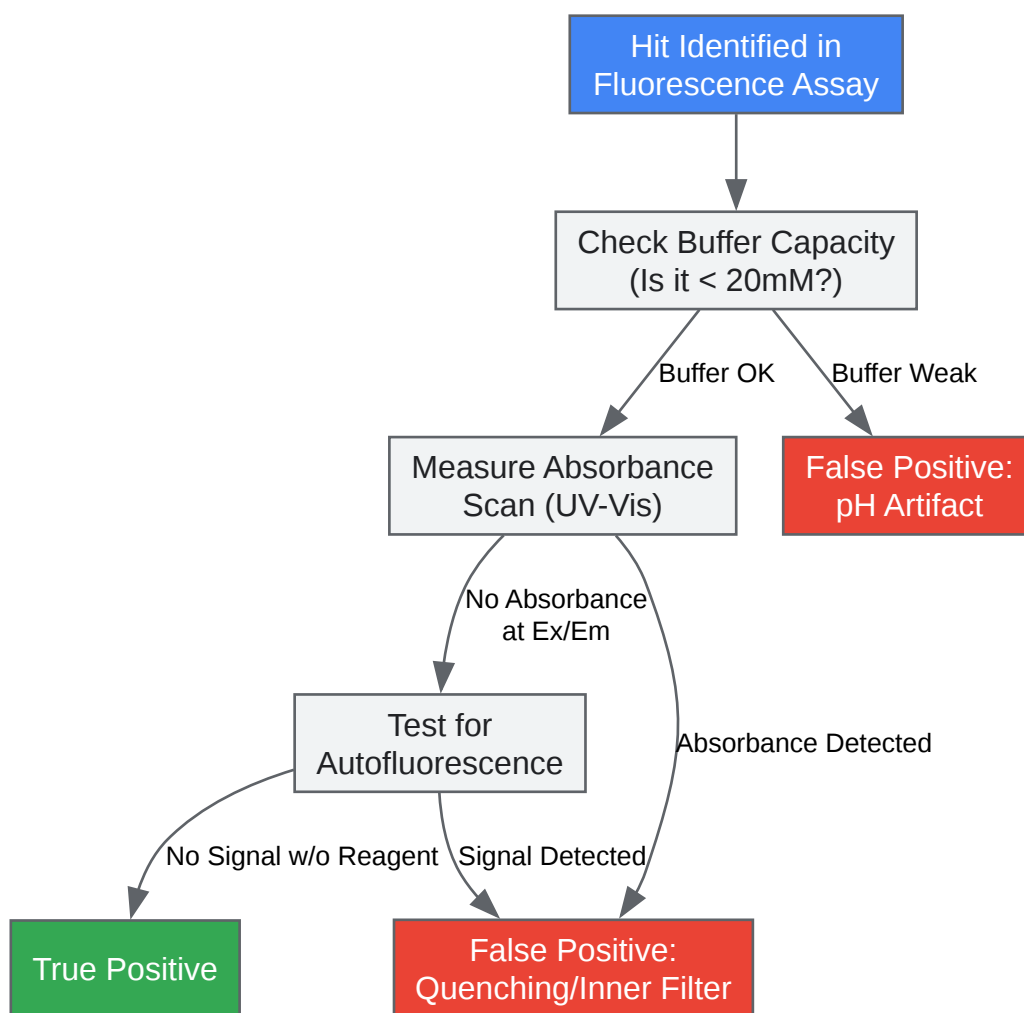 Hit Identified in
Fluorescence Assay
Check Buffer Capacity
(Is it < 20mM?)
Buffer OK
Buffer Weak
Measure Absorbance
Scan (UV-Vis)
False Positive:
pH Artifact
No Absorbance
at Ex/Em
Test for
Autofluorescence
Absorbance Detected
No Signal w/o Reagent
Signal Detected
True Positive
False Positive:
Quenching/Inner Filter